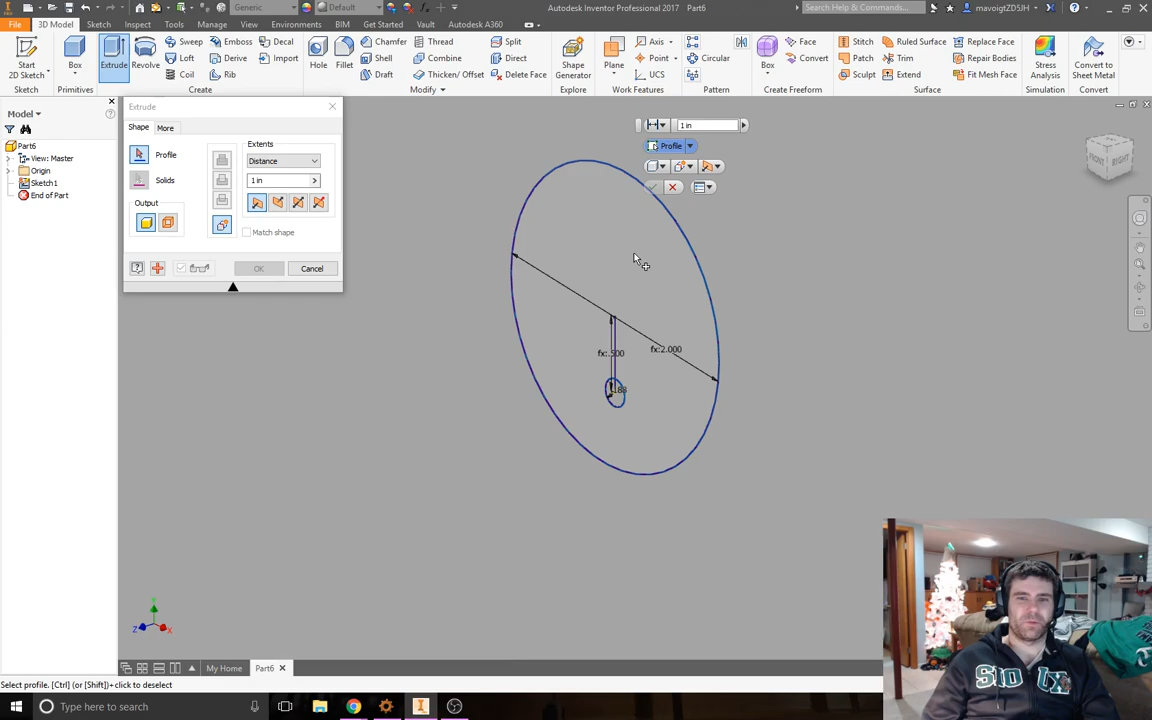 Generic
Default
Autodesk Inventor Professional 2017
Part6
Search Help & Commands...
mavoigtZD5JH
File
3D Model
Sketch
Inspect
Tools
Manage
View
Environments
BIM
Get Started
Vault
Autodesk A360
Start
2D Sketch
Sketch
Box
Primitives
Extrude
Revolve
Sweep
Loft
Coil
Emboss
Derive
Rib
Decal
Import
Create
Hole
Fillet
Chamfer
Shell
Draft
Thread
Combine
Thicken/ Offset
Split
Direct
Delete Face
Modify
Shape
Generator
Explore
Plane
Axis
Point
UCS
Work Features
Circular
Pattern
Box
Face
Convert
Create Freeform
Stitch
Patch
Sculpt
Ruled Surface
Trim
Extend
Replace Face
Repair Bodies
Fit Mesh Face
Surface
Stress
Analysis
Simulation
Convert to
Sheet Metal
Convert
Model
Part6
View: Master
Origin
Sketch1
End of Part
Extrude
Shape
More
Profile
Solids
Output
Extents
Distance
1 in
Match shape
OK
Cancel
1 in
Profile
FRONT
RIGHT
fx:.500
fx:2.000
Y
Z
X
My Home
Part6
Select profile. [Ctrl] (or [Shift])+click to deselect
Type here to search